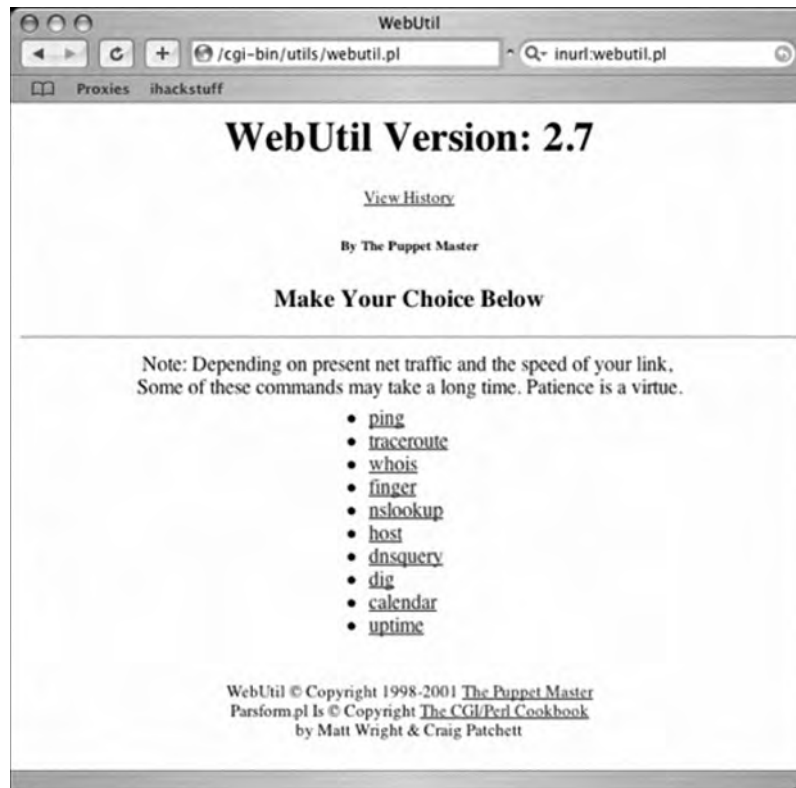 WebUtil
/cgi-bin/utils/webutil.pl
inurl:webutil.pl
Proxies ihackstuff
WebUtil Version: 2.7
View History
By The Puppet Master
Make Your Choice Below
Note: Depending on present net traffic and the speed of your link,
Some of these commands may take a long time. Patience is a virtue.
• ping
• traceroute
• whois
• finger
• nslookup
• host
• dnsquery
• dig
• calendar
• uptime
WebUtil © Copyright 1998-2001 The Puppet Master
Parsform.pl Is © Copyright The CGI/Perl Cookbook
by Matt Wright & Craig Patchett